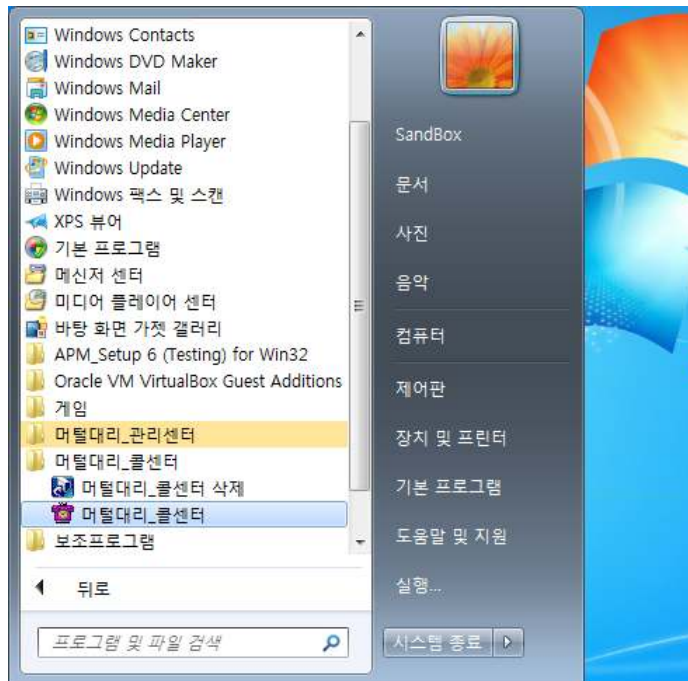 Windows Contacts
Windows DVD Maker
Windows Mail
Windows Media Center
Windows Media Player
Windows Update
Windows 팩스 및 스캔
XPS 뷰어
기본 프로그램
메신저 센터
미디어 플레이어 센터
바탕 화면 가젯 갤러리
APM_Setup 6 (Testing) for Win32
Oracle VM VirtualBox Guest Additions
게임
머털대리_관리센터
머털대리_콜센터
머털대리_콜센터 삭제
머털대리_콜센터
보조프로그램
뒤로
프로그램 및 파일 검색
SandBox
문서
사진
음악
컴퓨터
제어판
장치 및 프린터
기본 프로그램
도움말 및 지원
실행...
시스템 종료